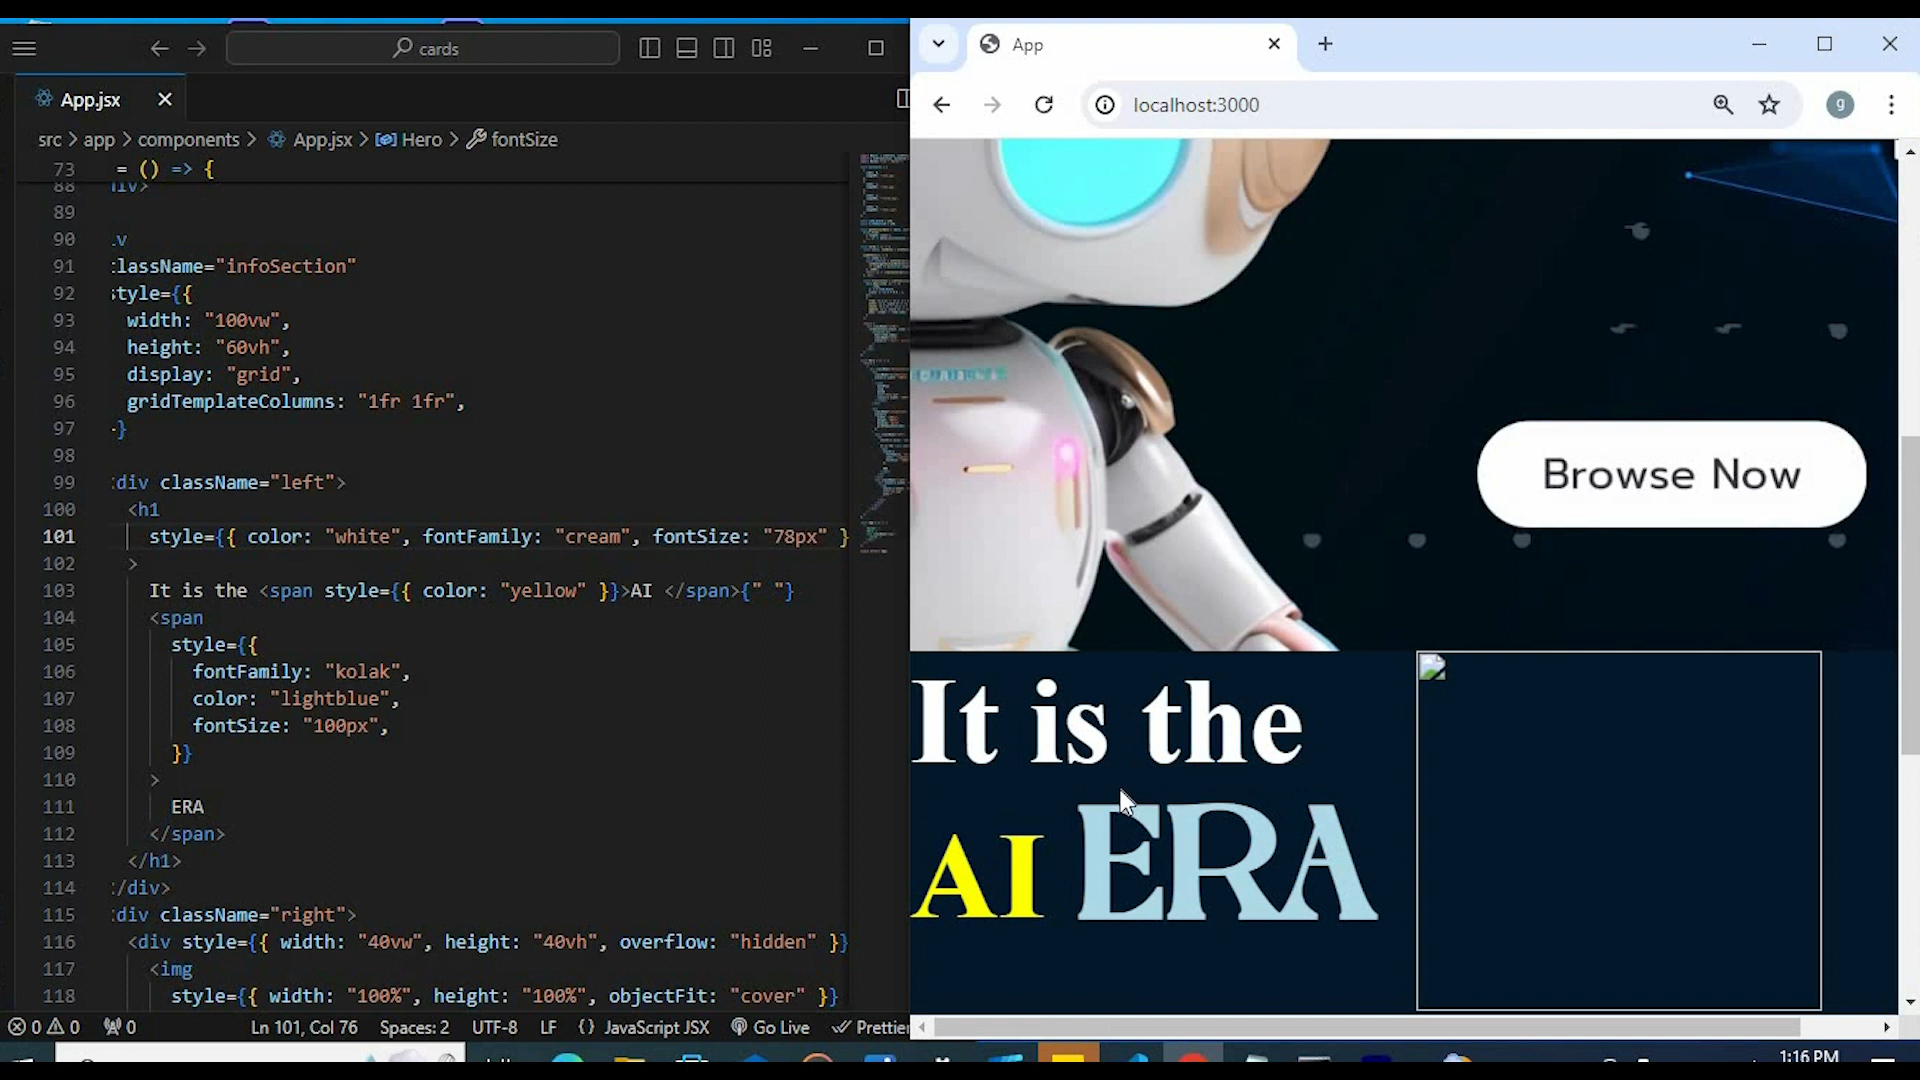 cards
App.jsx
src > app > components > App.jsx > Hero > fontSize
73 = () => {
88 div>
89
90 .v
91 :lassName="infoSection"
92 style={{
93 width: "100vw",
94 height: "60vh",
95 display: "grid",
96 gridTemplateColumns: "1fr 1fr",
97 }
98
99 :div className="left">
100 <h1
101 style={{ color: "white", fontFamily: "cream", fontSize: "78px" }
102 >
103 It is the <span style={{ color: "yellow" }}>AI </span>{" "}
104 <span
105 style={{
106 fontFamily: "kolak",
107 color: "lightblue",
108 fontSize: "100px",
109 }}
110 >
111 ERA
112 </span>
113 </h1>
114 :/div>
115 :div className="right">
116 <div style={{ width: "40vw", height: "40vh", overflow: "hidden" }}
117 <img
118 style={{ width: "100%", height: "100%", objectFit: "cover" }}
0 0 0 Ln 101, Col 76 Spaces: 2 UTF-8 LF {} JavaScript JSX Go Live Prettier
App
localhost:3000
g
Browse Now
It is the
AI ERA
1:16 PM